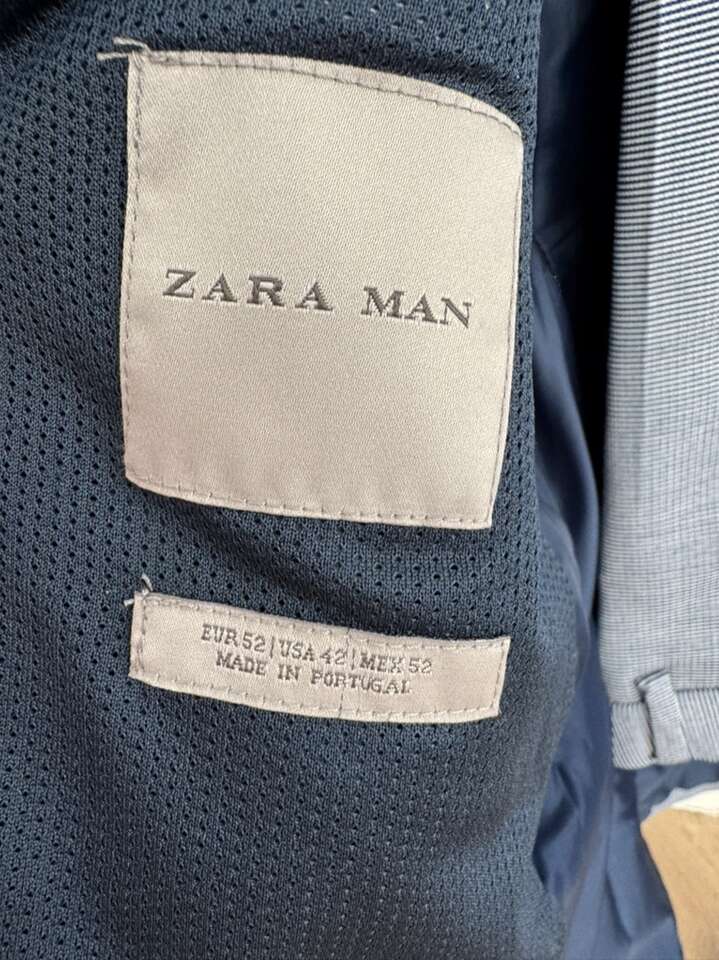 ZARA MAN
EUR 52 | USA 42 | MEX 52
MADE IN PORTUGAL